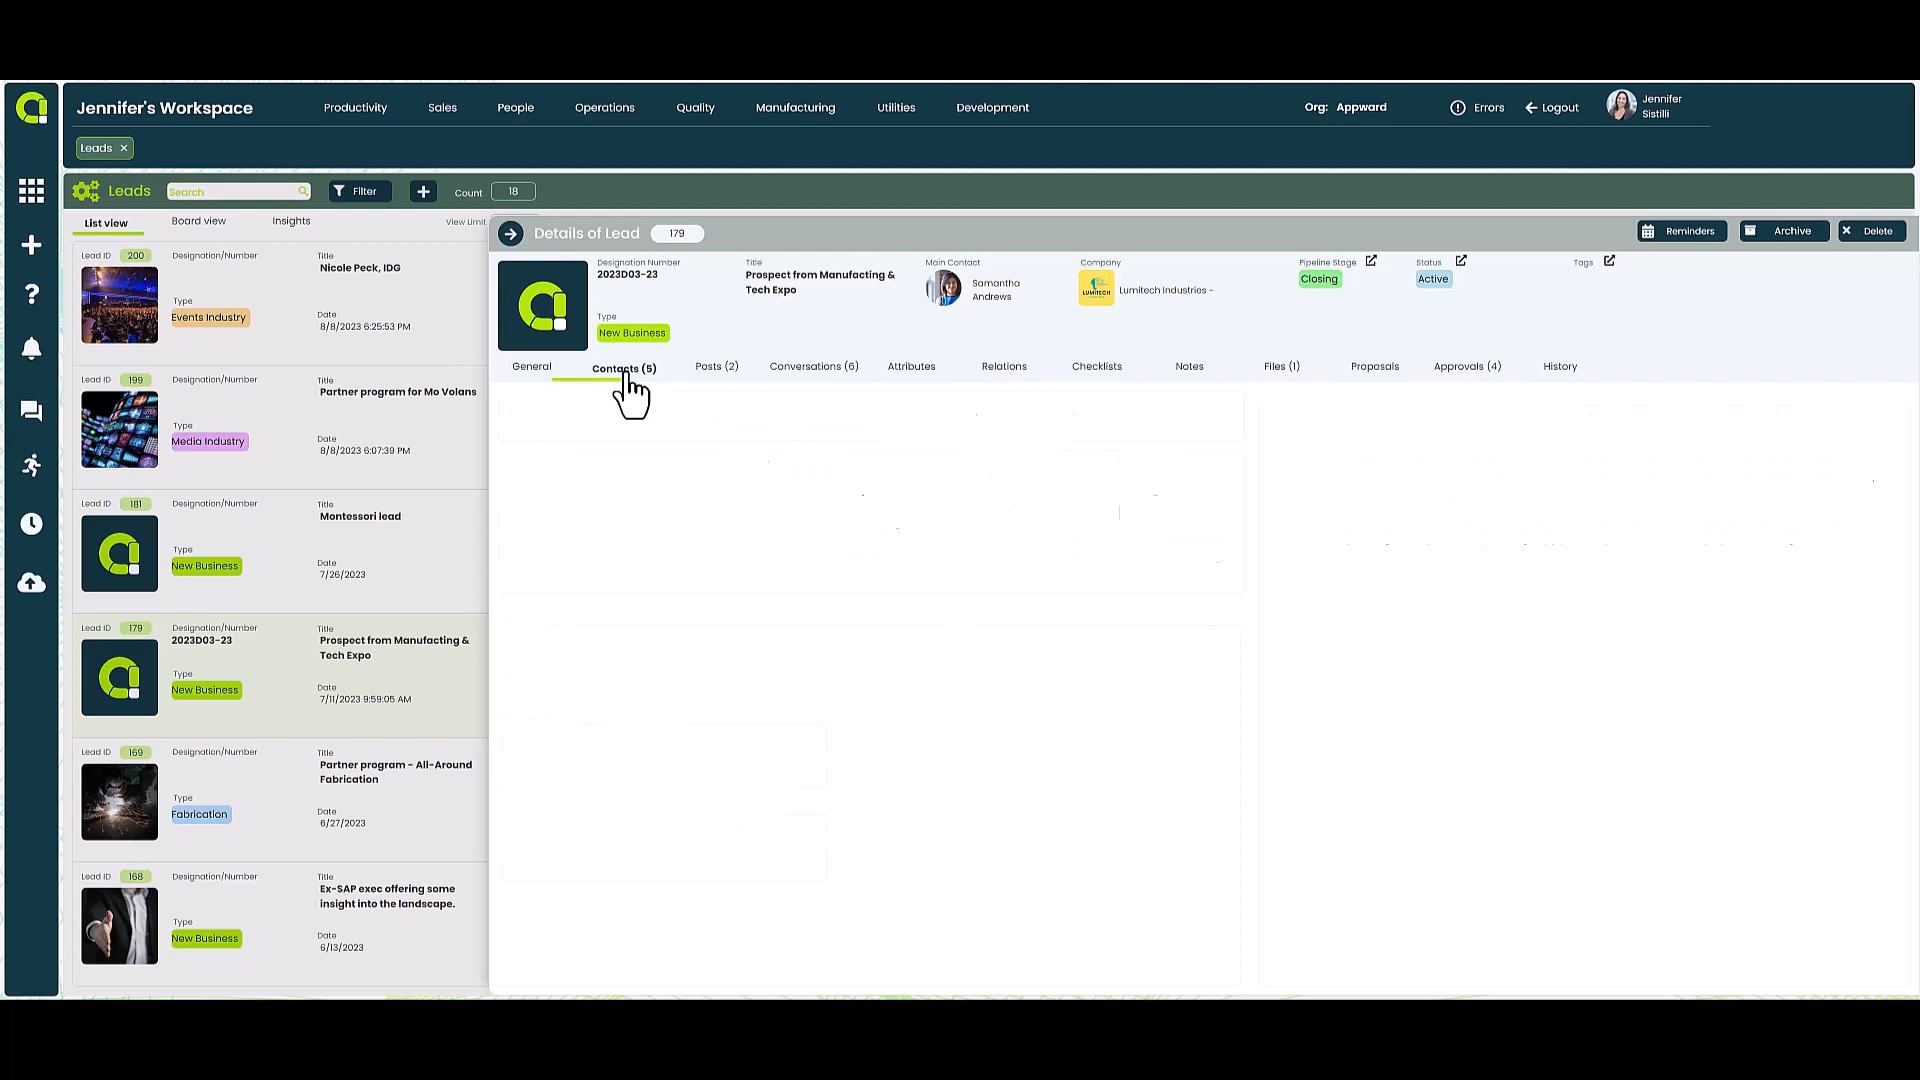 Jennifer's Workspace
Productivity
Sales
People
Operations
Quality
Manufacturing
Utilities
Development
Org: Appward
Errors
Logout
Jennifer
Sistilli
Leads ×
Leads
Search
Filter
Count 18
List view
Board view
Insights
View Limit
Lead ID 200
Designation/Number
Title
Nicole Peck, IDG
Type
Events Industry
Date
8/8/2023 6:25:53 PM
Lead ID 199
Designation/Number
Title
Partner program for Mo Volans
Type
Media Industry
Date
8/8/2023 6:07:39 PM
Lead ID 181
Designation/Number
Title
Montessori lead
Type
New Business
Date
7/26/2023
Lead ID 179
Designation/Number
2023D03-23
Title
Prospect from Manufacting &
Tech Expo
Type
New Business
Date
7/11/2023 9:59:05 AM
Lead ID 169
Designation/Number
Title
Partner program - All-Around
Fabrication
Type
Fabrication
Date
6/27/2023
Lead ID 168
Designation/Number
Title
Ex-SAP exec offering some
insight into the landscape.
Type
New Business
Date
6/13/2023
Details of Lead 179
Reminders
Archive
Delete
Designation Number
2023D03-23
Type
New Business
Title
Prospect from Manufacting &
Tech Expo
Main Contact
Samantha
Andrews
Company
LUMITECH
Lumitech Industries -
Pipeline Stage
Closing
Status
Active
Tags
General
Contacts (5)
Posts (2)
Conversations (6)
Attributes
Relations
Checklists
Notes
Files (1)
Proposals
Approvals (4)
History